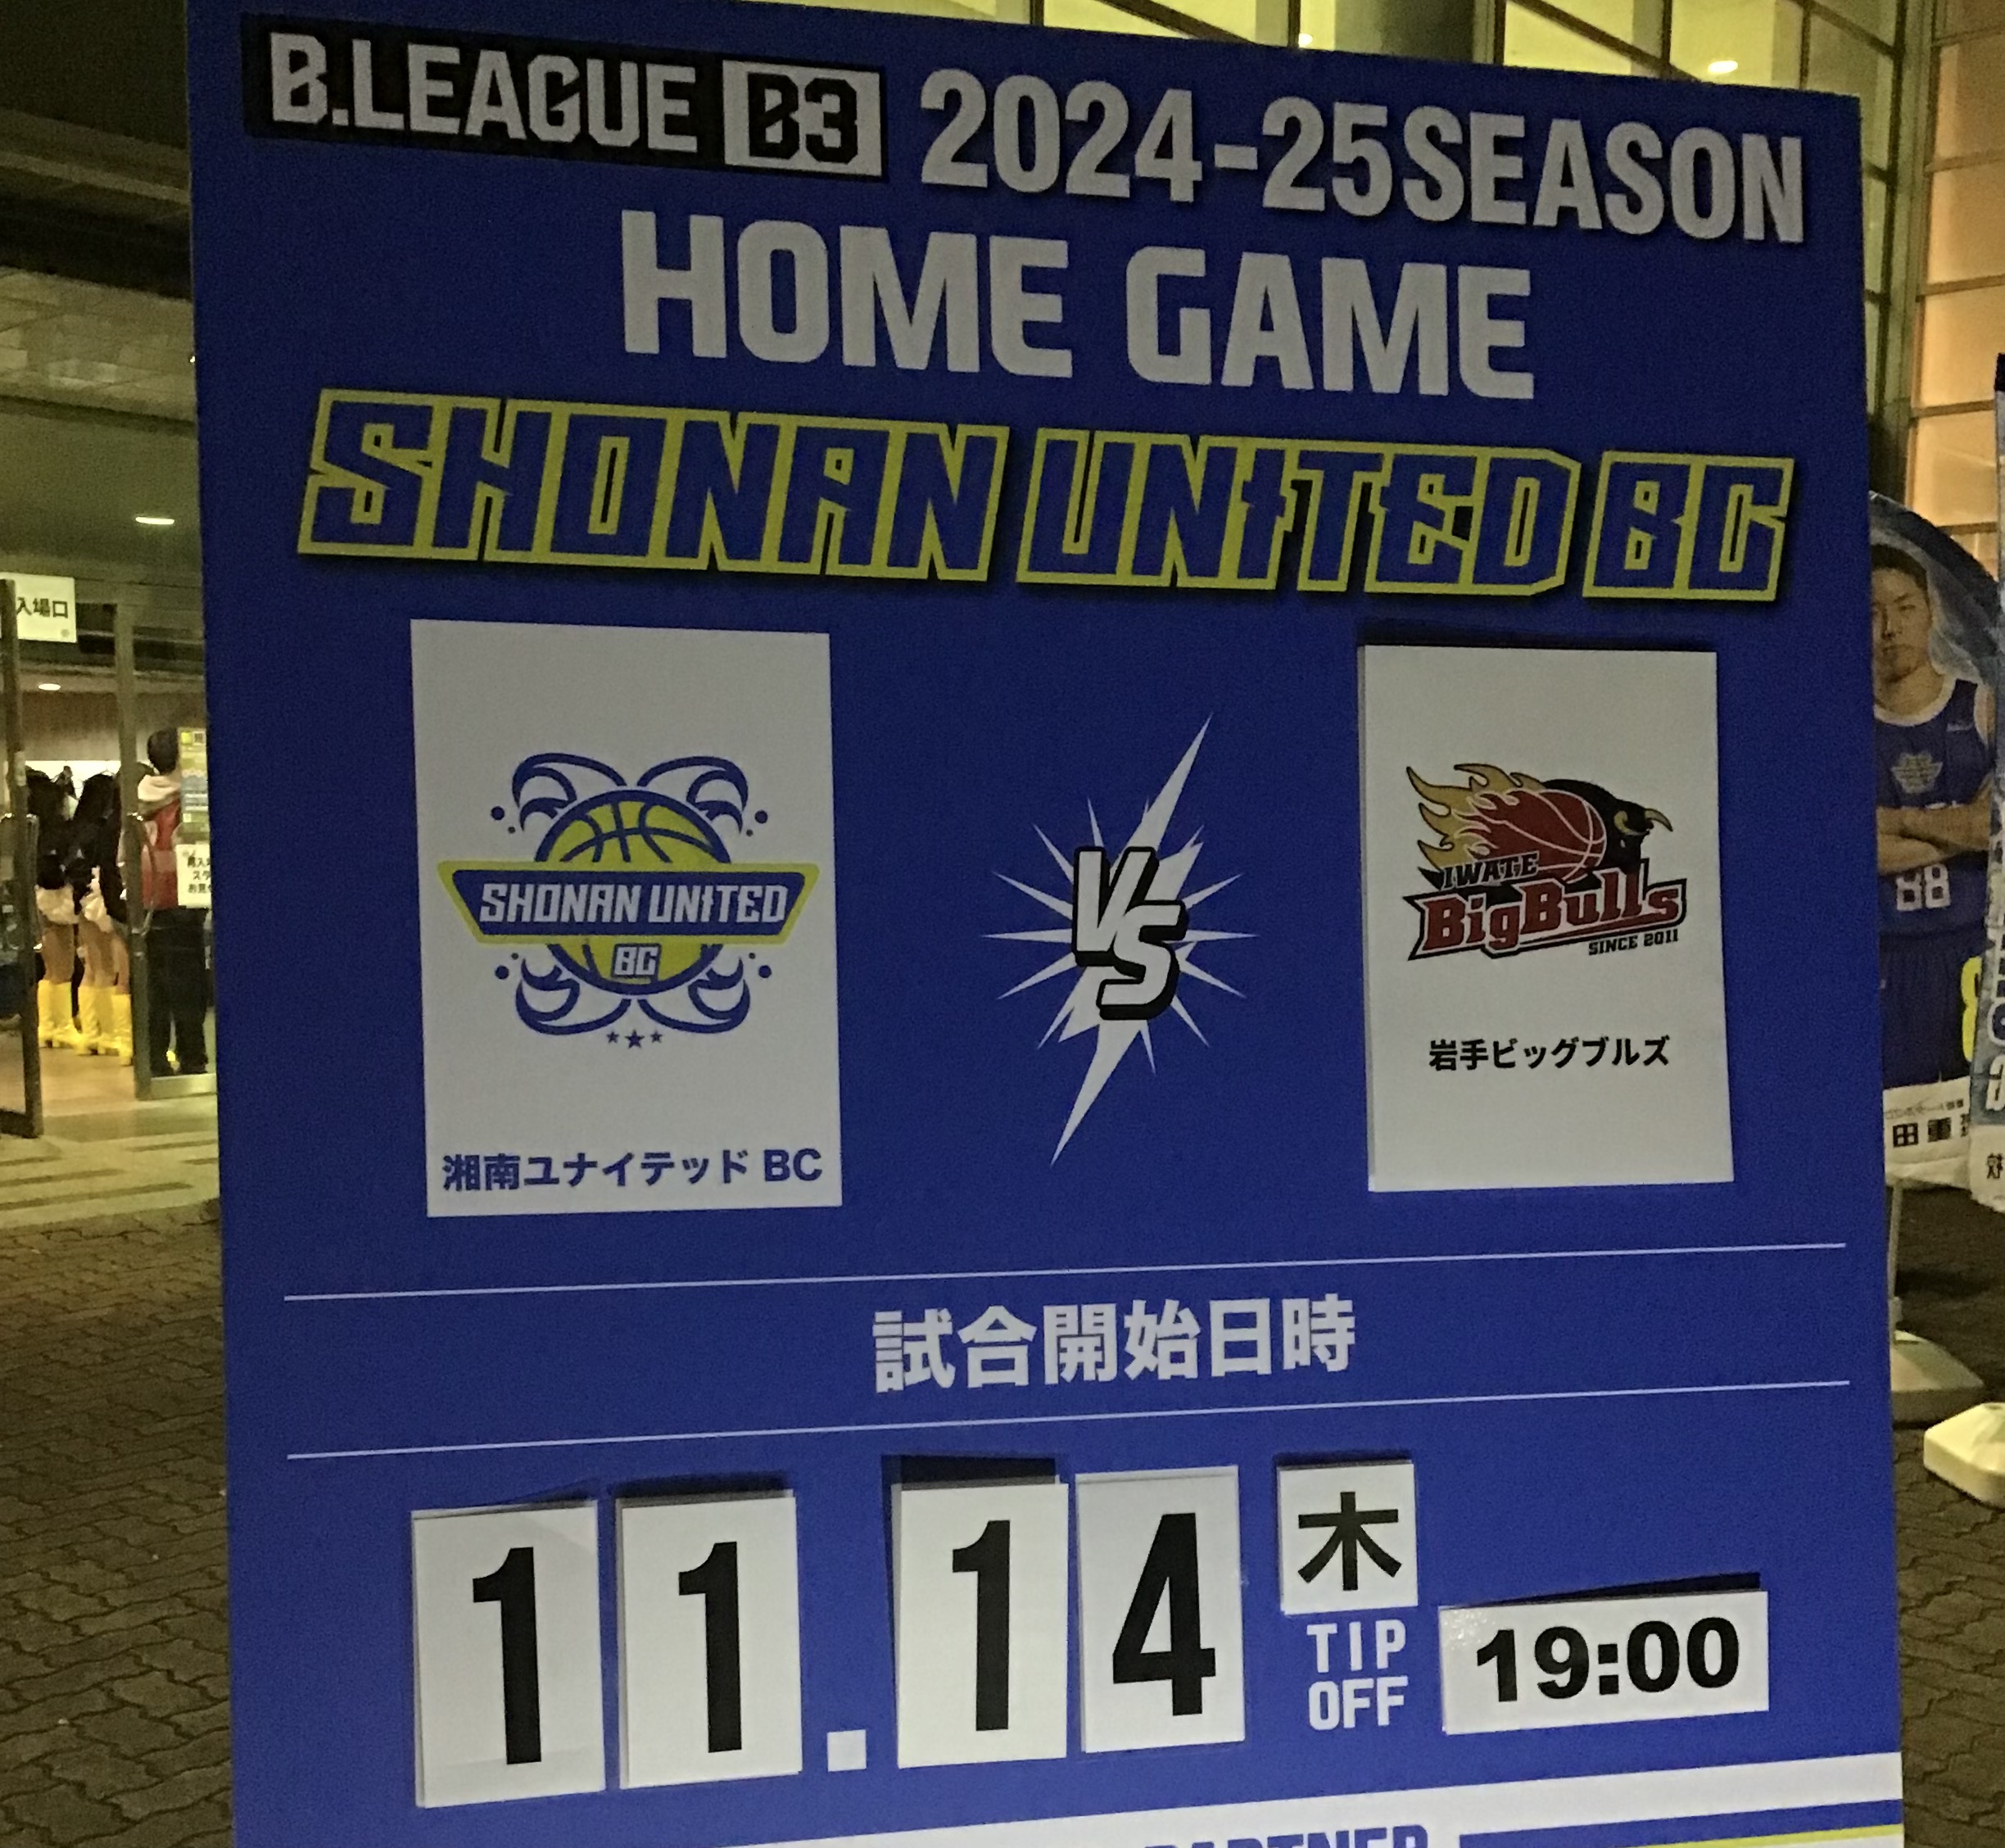 B.LEAGUE B3 2024-25SEASON
HOME GAME
SHONAN UNITED BC
入場口
SHONAN UNITED
BC
湘南ユナイテッド BC
VS
IWATE
BigBulls
SINCE 2011
岩手ビッグブルズ
88
試合開始日時
11.14 木
TIP
OFF
19:00